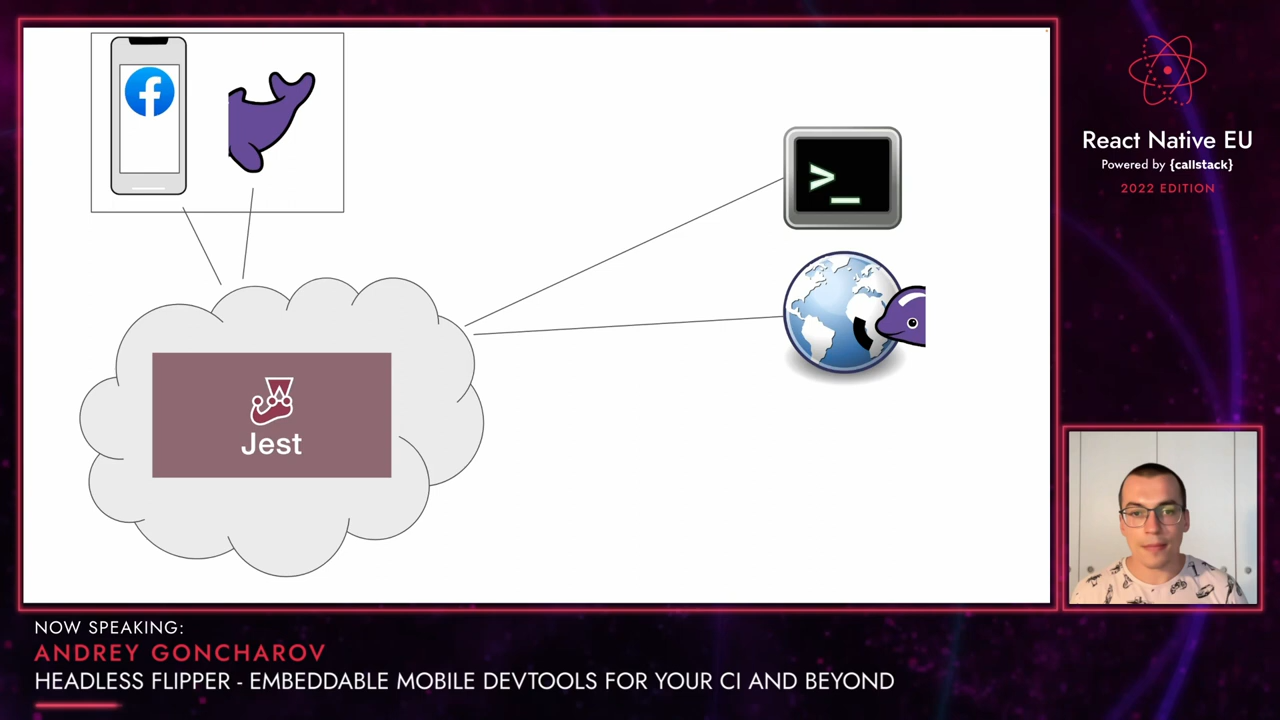 >_
Jest
React Native EU
Powered by {callstack}
2022 EDITION
NOW SPEAKING:
ANDREY GONCHAROV
HEADLESS FLIPPER - EMBEDDABLE MOBILE DEVTOOLS FOR YOUR CI AND BEYOND